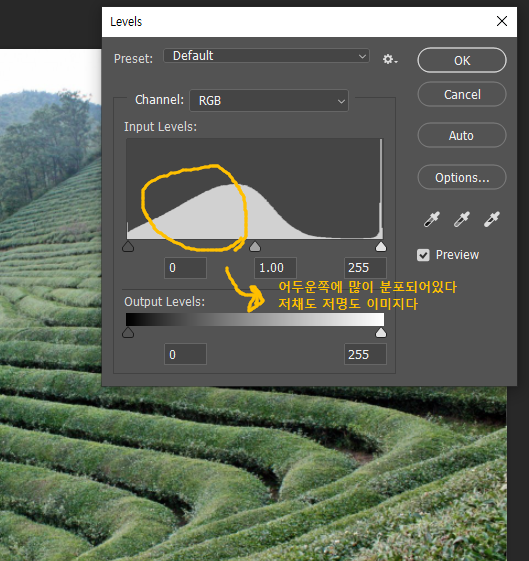 Levels
Preset: Default
OK
Channel: RGB
Cancel
Input Levels:
Auto
Options...
Preview
0 1.00 255
어두운쪽에 많이 분포되어있다
저채도 저명도 이미지다
Output Levels:
0 255